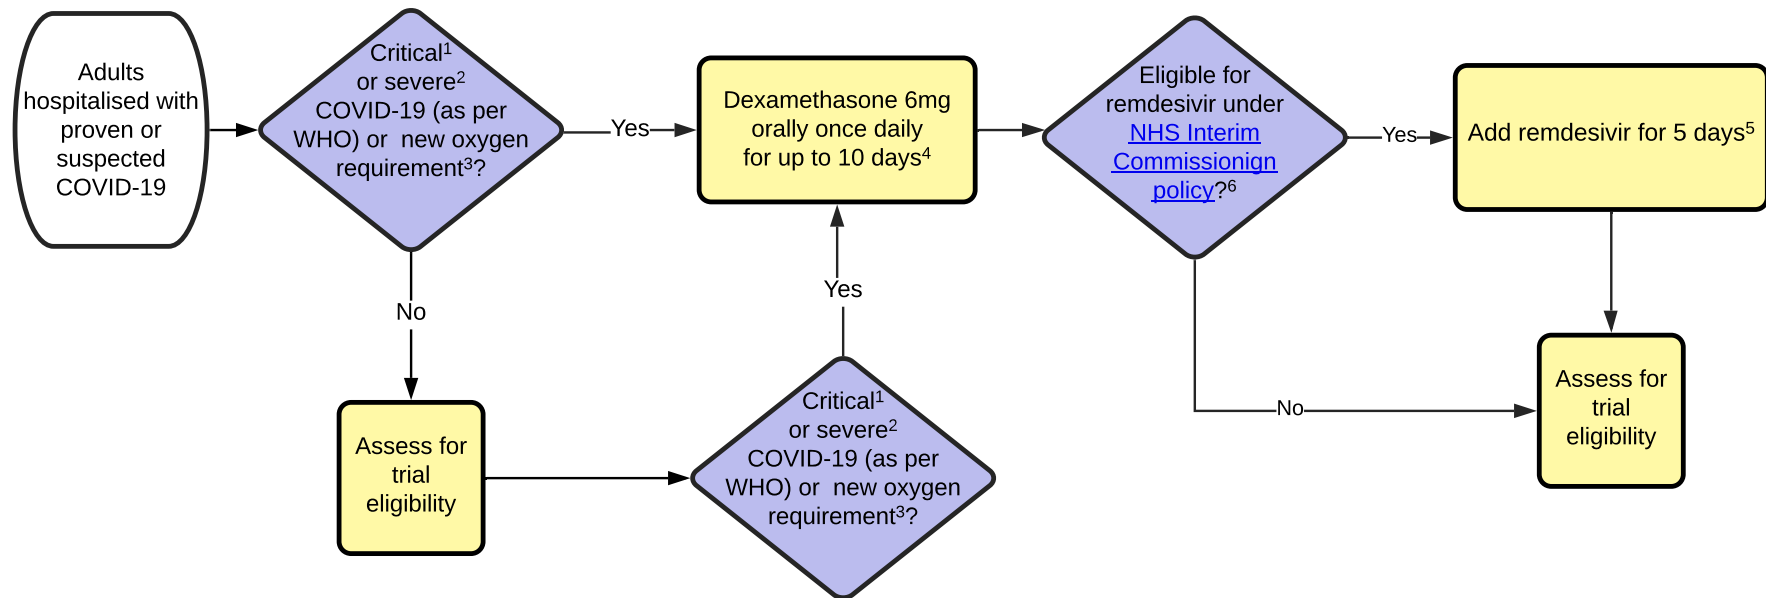 Adults
hospitalised with
proven or
suspected
COVID-19
Critical¹
or severe²
COVID-19 (as per
WHO) or new oxygen
requirement³?
Yes
Dexamethasone 6mg
orally once daily
for up to 10 days⁴
Eligible for
remdesivir under
NHS Interim
Commissionign
policy?⁶
Yes
Add remdesivir for 5 days⁵
No
Yes
Assess for
trial
eligibility
Critical¹
or severe²
COVID-19 (as per
WHO) or new oxygen
requirement³?
No
Assess for
trial
eligibility